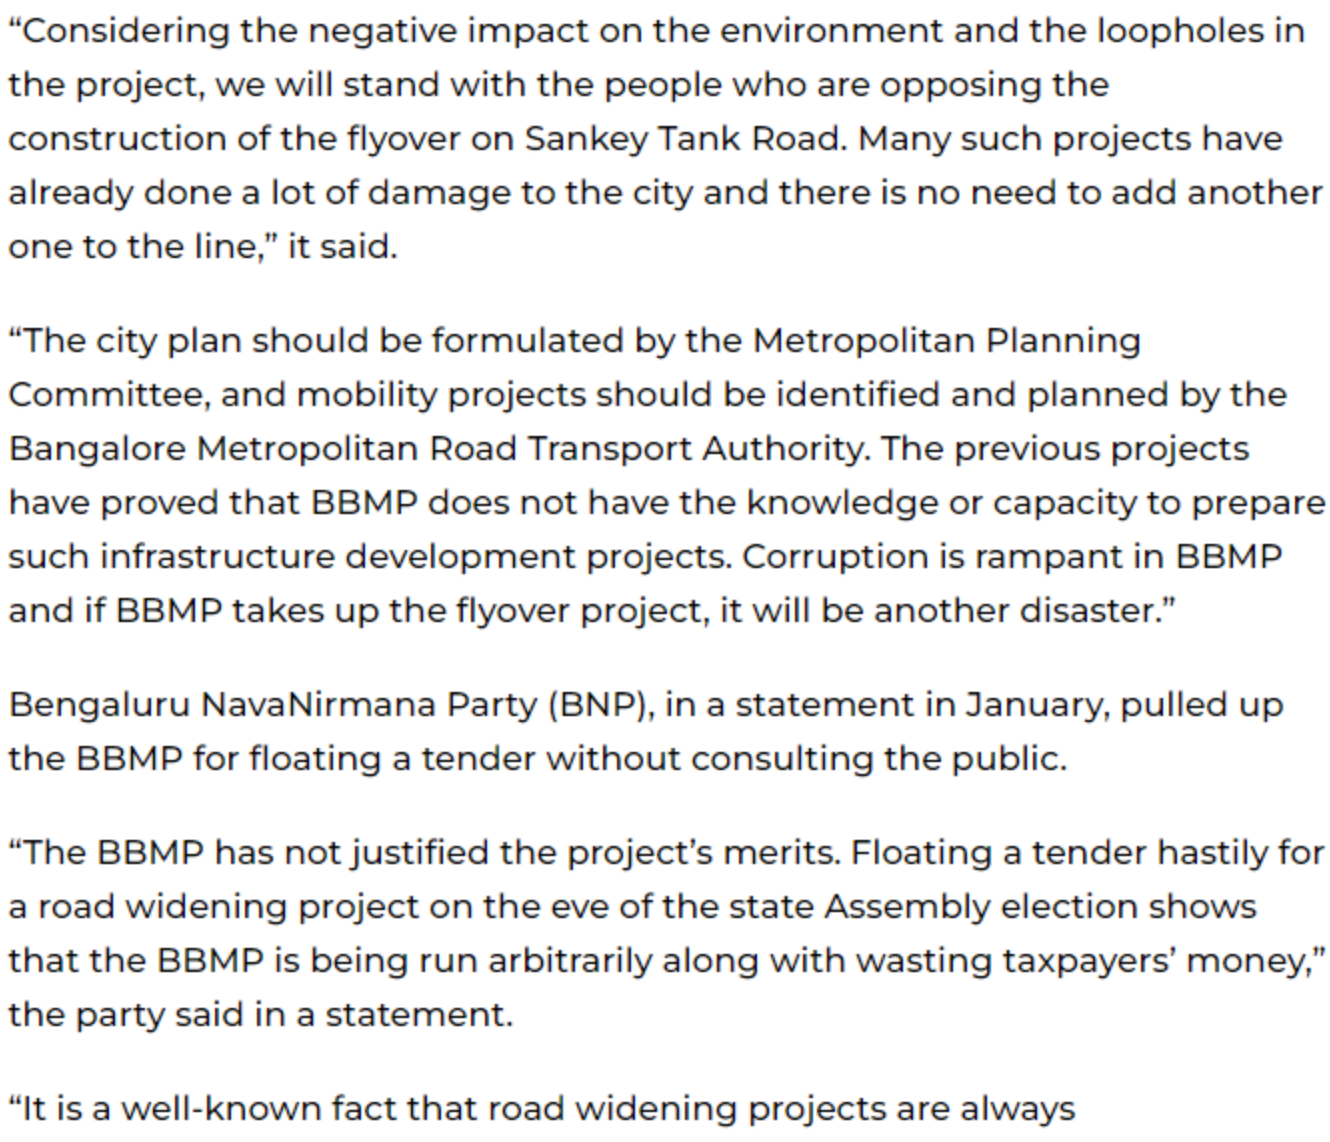 “Considering the negative impact on the environment and the loopholes in
the project, we will stand with the people who are opposing the
construction of the flyover on Sankey Tank Road. Many such projects have
already done a lot of damage to the city and there is no need to add another
one to the line,” it said.
“The city plan should be formulated by the Metropolitan Planning
Committee, and mobility projects should be identified and planned by the
Bangalore Metropolitan Road Transport Authority. The previous projects
have proved that BBMP does not have the knowledge or capacity to prepare
such infrastructure development projects. Corruption is rampant in BBMP
and if BBMP takes up the flyover project, it will be another disaster.”
Bengaluru NavaNirmana Party (BNP), in a statement in January, pulled up
the BBMP for floating a tender without consulting the public.
“The BBMP has not justified the project’s merits. Floating a tender hastily for
a road widening project on the eve of the state Assembly election shows
that the BBMP is being run arbitrarily along with wasting taxpayers’ money,”
the party said in a statement.
“It is a well-known fact that road widening projects are always